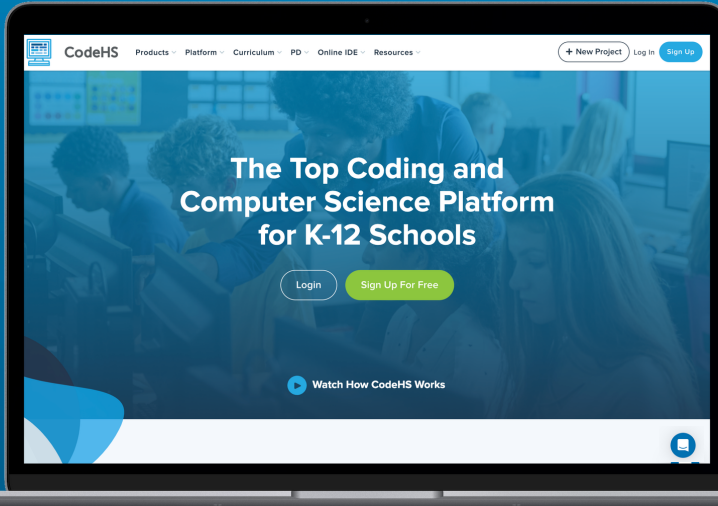 CodeHS Products Platform Curriculum PD Online IDE Resources + New Project Log In Sign Up
The Top Coding and
Computer Science Platform
for K-12 Schools
Login Sign Up For Free
Watch How CodeHS Works